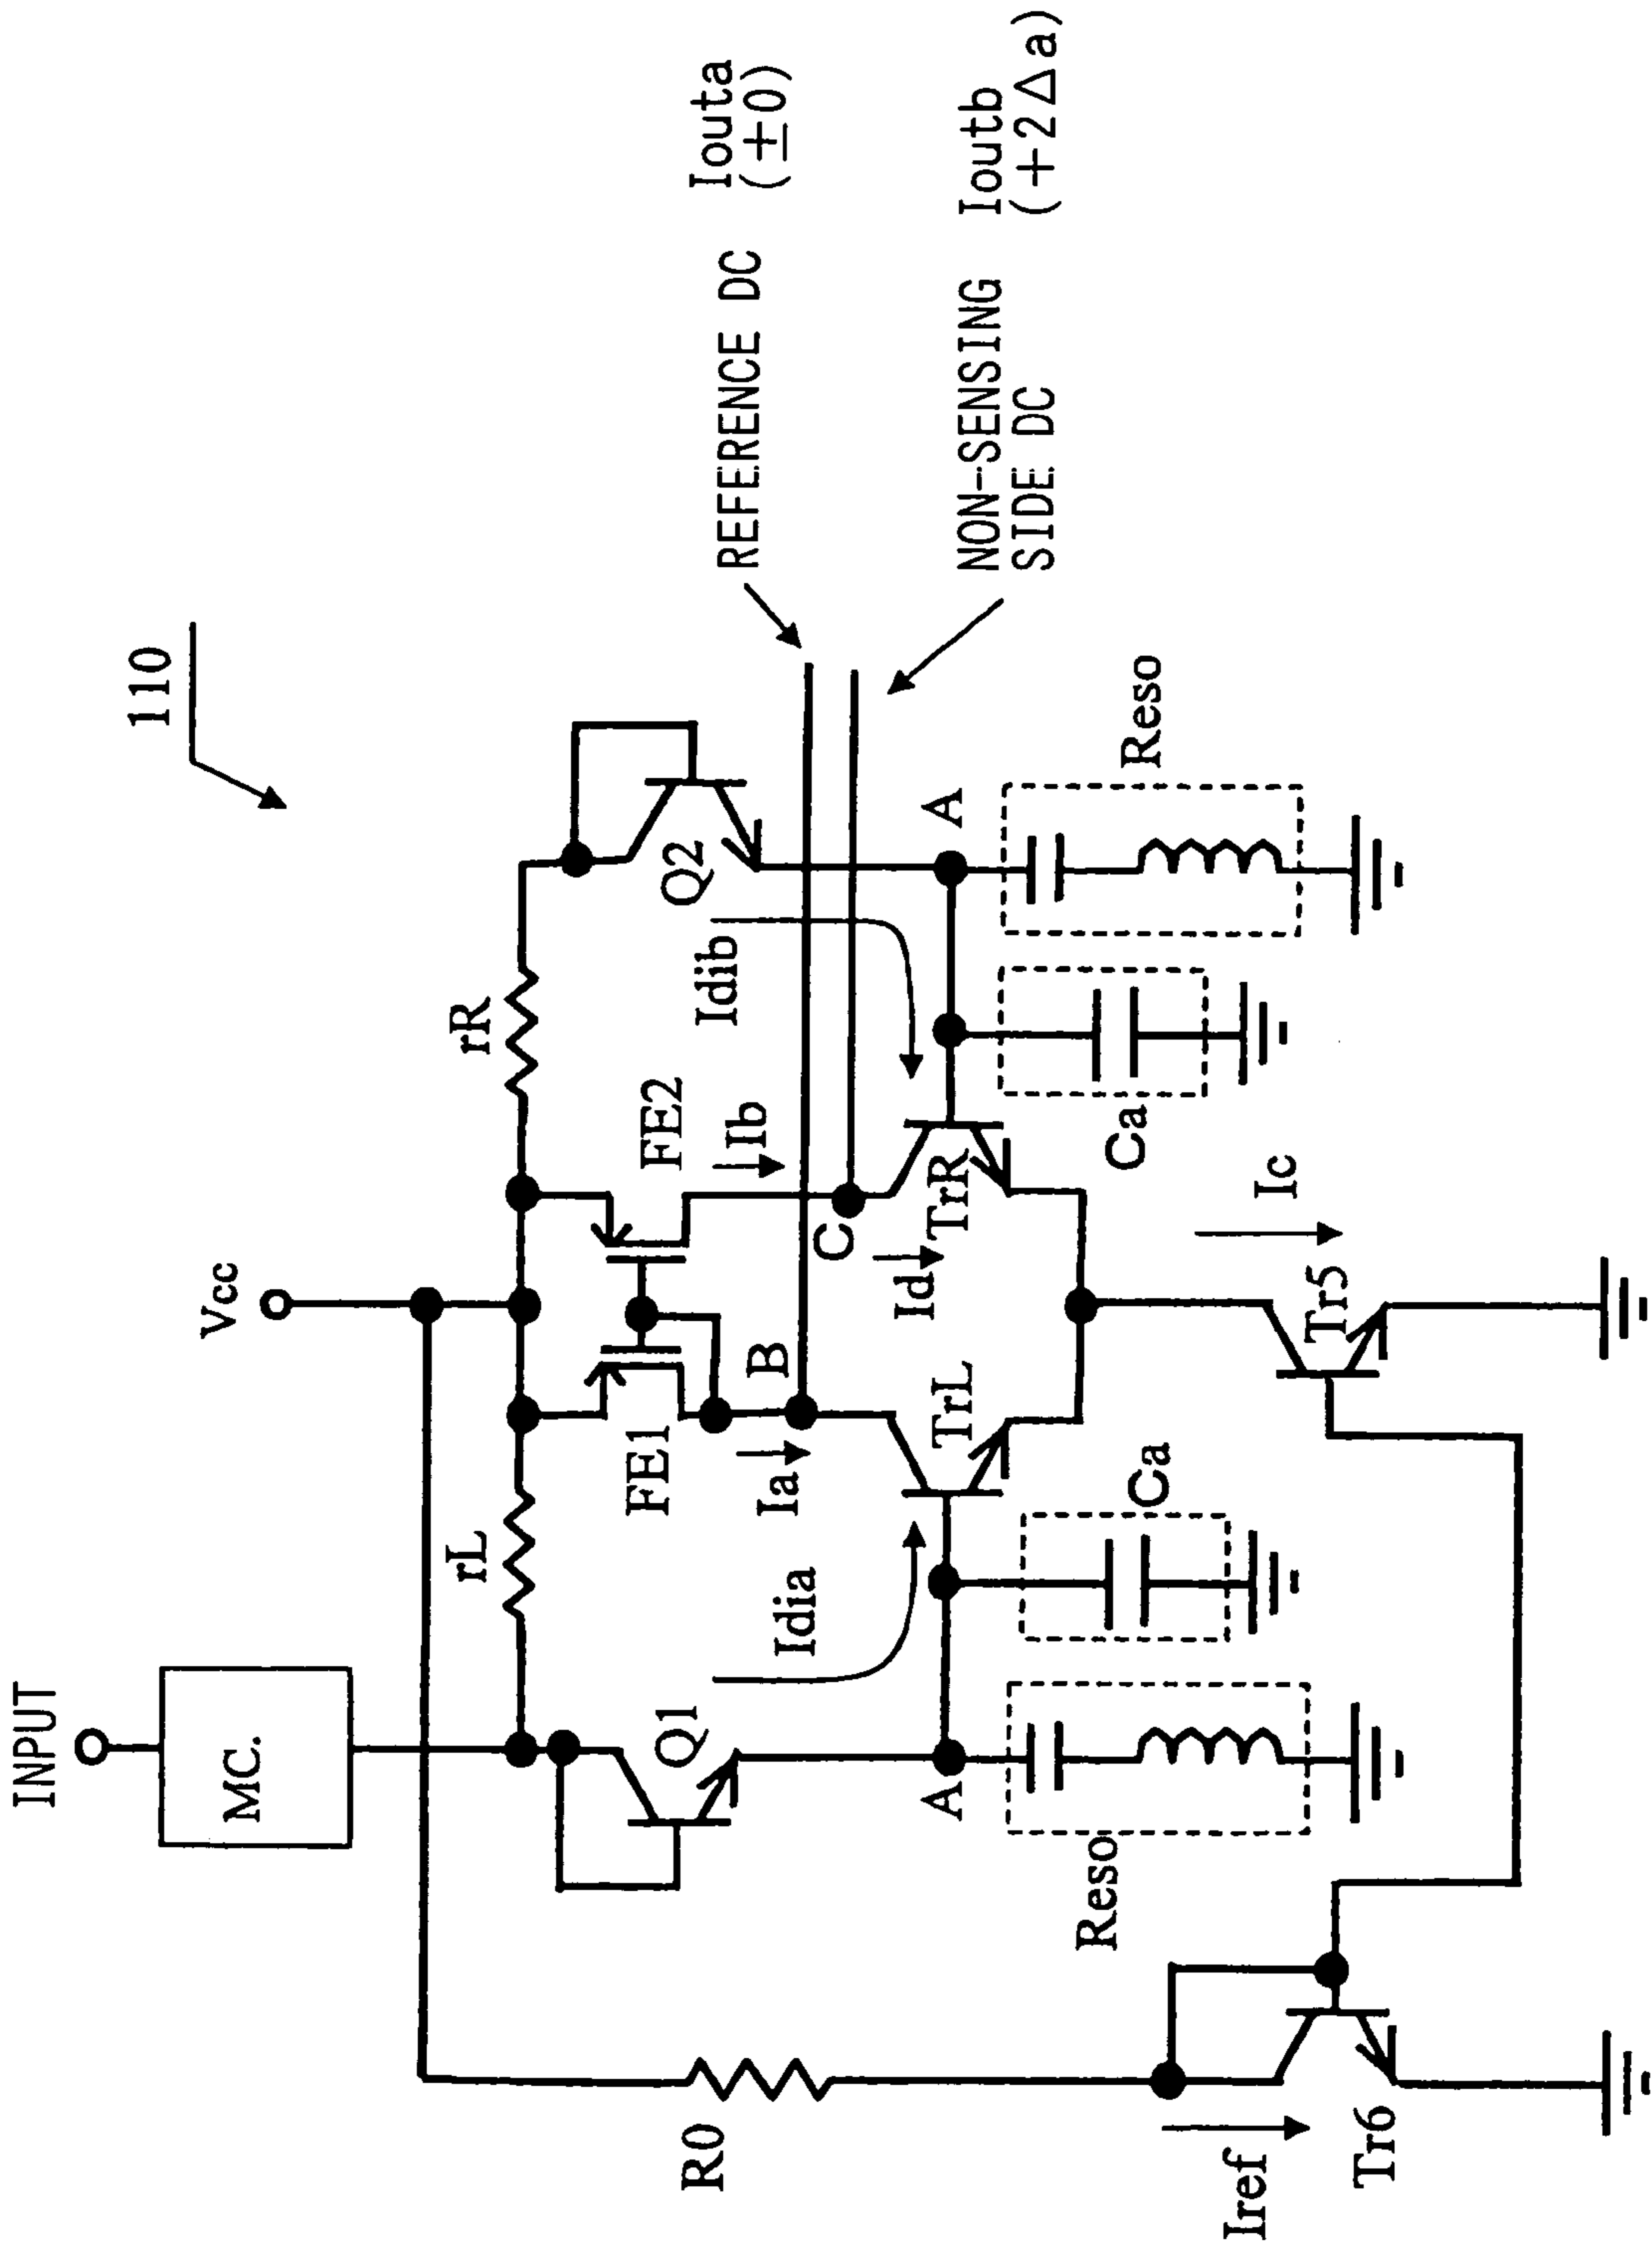 110
INPUT
MC.
Vcc
rL
rR
FE1
FE2
Q1
Q2
Ia
Ib
B
C
Idia
Idib
Id
TrL
TrR
A
A
Ca
Ca
Reso
Reso
Ic
Tr5
R0
Iref
Tr6
REFERENCE DC Iouta
(±0)
NON-SENSING Ioutb
SIDE DC (+2△a)